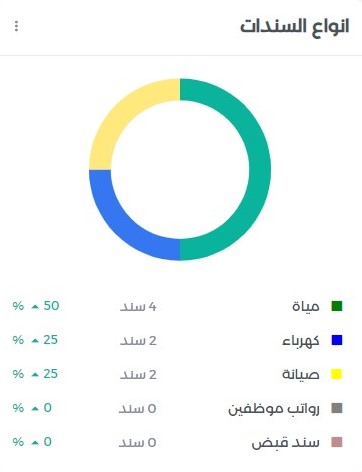 انواع السندات
مياة 4 سند 50 %
كهرباء 2 سند 25 %
صيانة 2 سند 25 %
رواتب موظفين 0 سند 0 %
سند قبض 0 سند 0 %